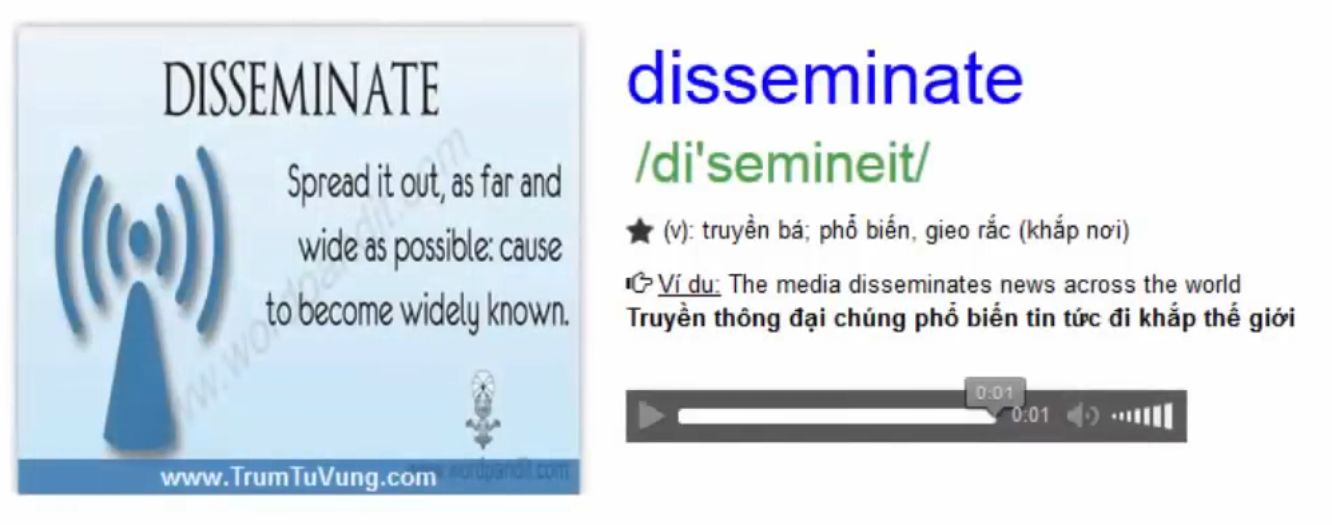 DISSEMINATE
Spread it out, as far and
wide as possible: cause
to become widely known.
www.wordpandit.com
www.wordpandit.com
www.TrumTuVung.com
disseminate
/di'semineit/
(v): truyền bá; phổ biến, gieo rắc (khắp nơi)
Ví dụ: The media disseminates news across the world
Truyền thông đại chúng phổ biến tin tức đi khắp thế giới
0:01
0:01